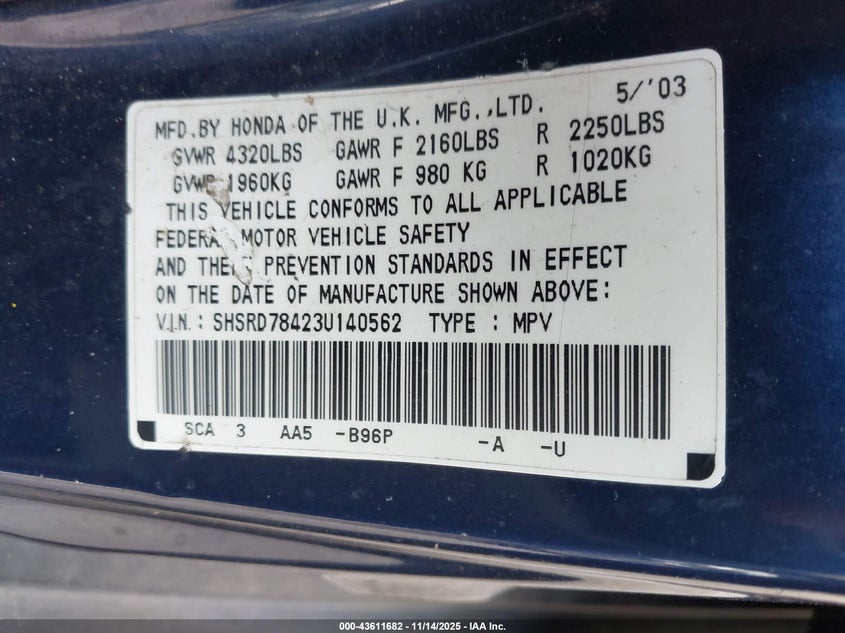 5/'03
MFD.BY HONDA OF THE U.K. MFG.,LTD.
GVWR 4320LBS GAWR F 2160LBS R 2250LBS
GVWR 1960KG GAWR F 980 KG R 1020KG
THIS VEHICLE CONFORMS TO ALL APPLICABLE
FEDERAL MOTOR VEHICLE SAFETY
AND THEFT PREVENTION STANDARDS IN EFFECT
ON THE DATE OF MANUFACTURE SHOWN ABOVE:
V.I.N.: SHSRD78423U140562 TYPE : MPV
SCA 3 AA5 -B96P -A -U
000-43611682 | 11/14/2025 - IAA Inc.